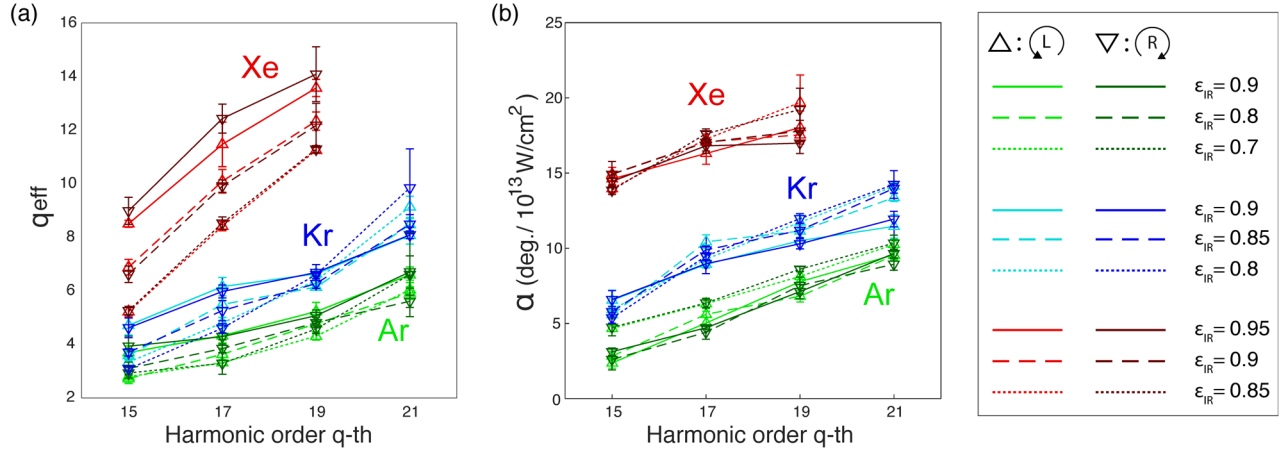 (a)
16
14
12
10
8
6
4
2
qeff
Xe
Kr
Ar
15 17 19 21
Harmonic order q-th
(b)
25
20
15
10
5
0
α (deg./ 10¹³W/cm²)
Xe
Kr
Ar
15 17 19 21
Harmonic order q-th
△ : L ▽ : R
ε_IR = 0.9
ε_IR = 0.8
ε_IR = 0.7
ε_IR = 0.9
ε_IR = 0.85
ε_IR = 0.8
ε_IR = 0.95
ε_IR = 0.9
ε_IR = 0.85